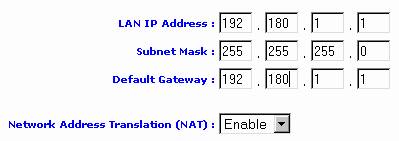 LAN IP Address : 192 . 180 . 1 . 1
Subnet Mask : 255 . 255 . 255 . 0
Default Gateway : 192 . 180 . 1 . 1
Network Address Translation (NAT) : Enable